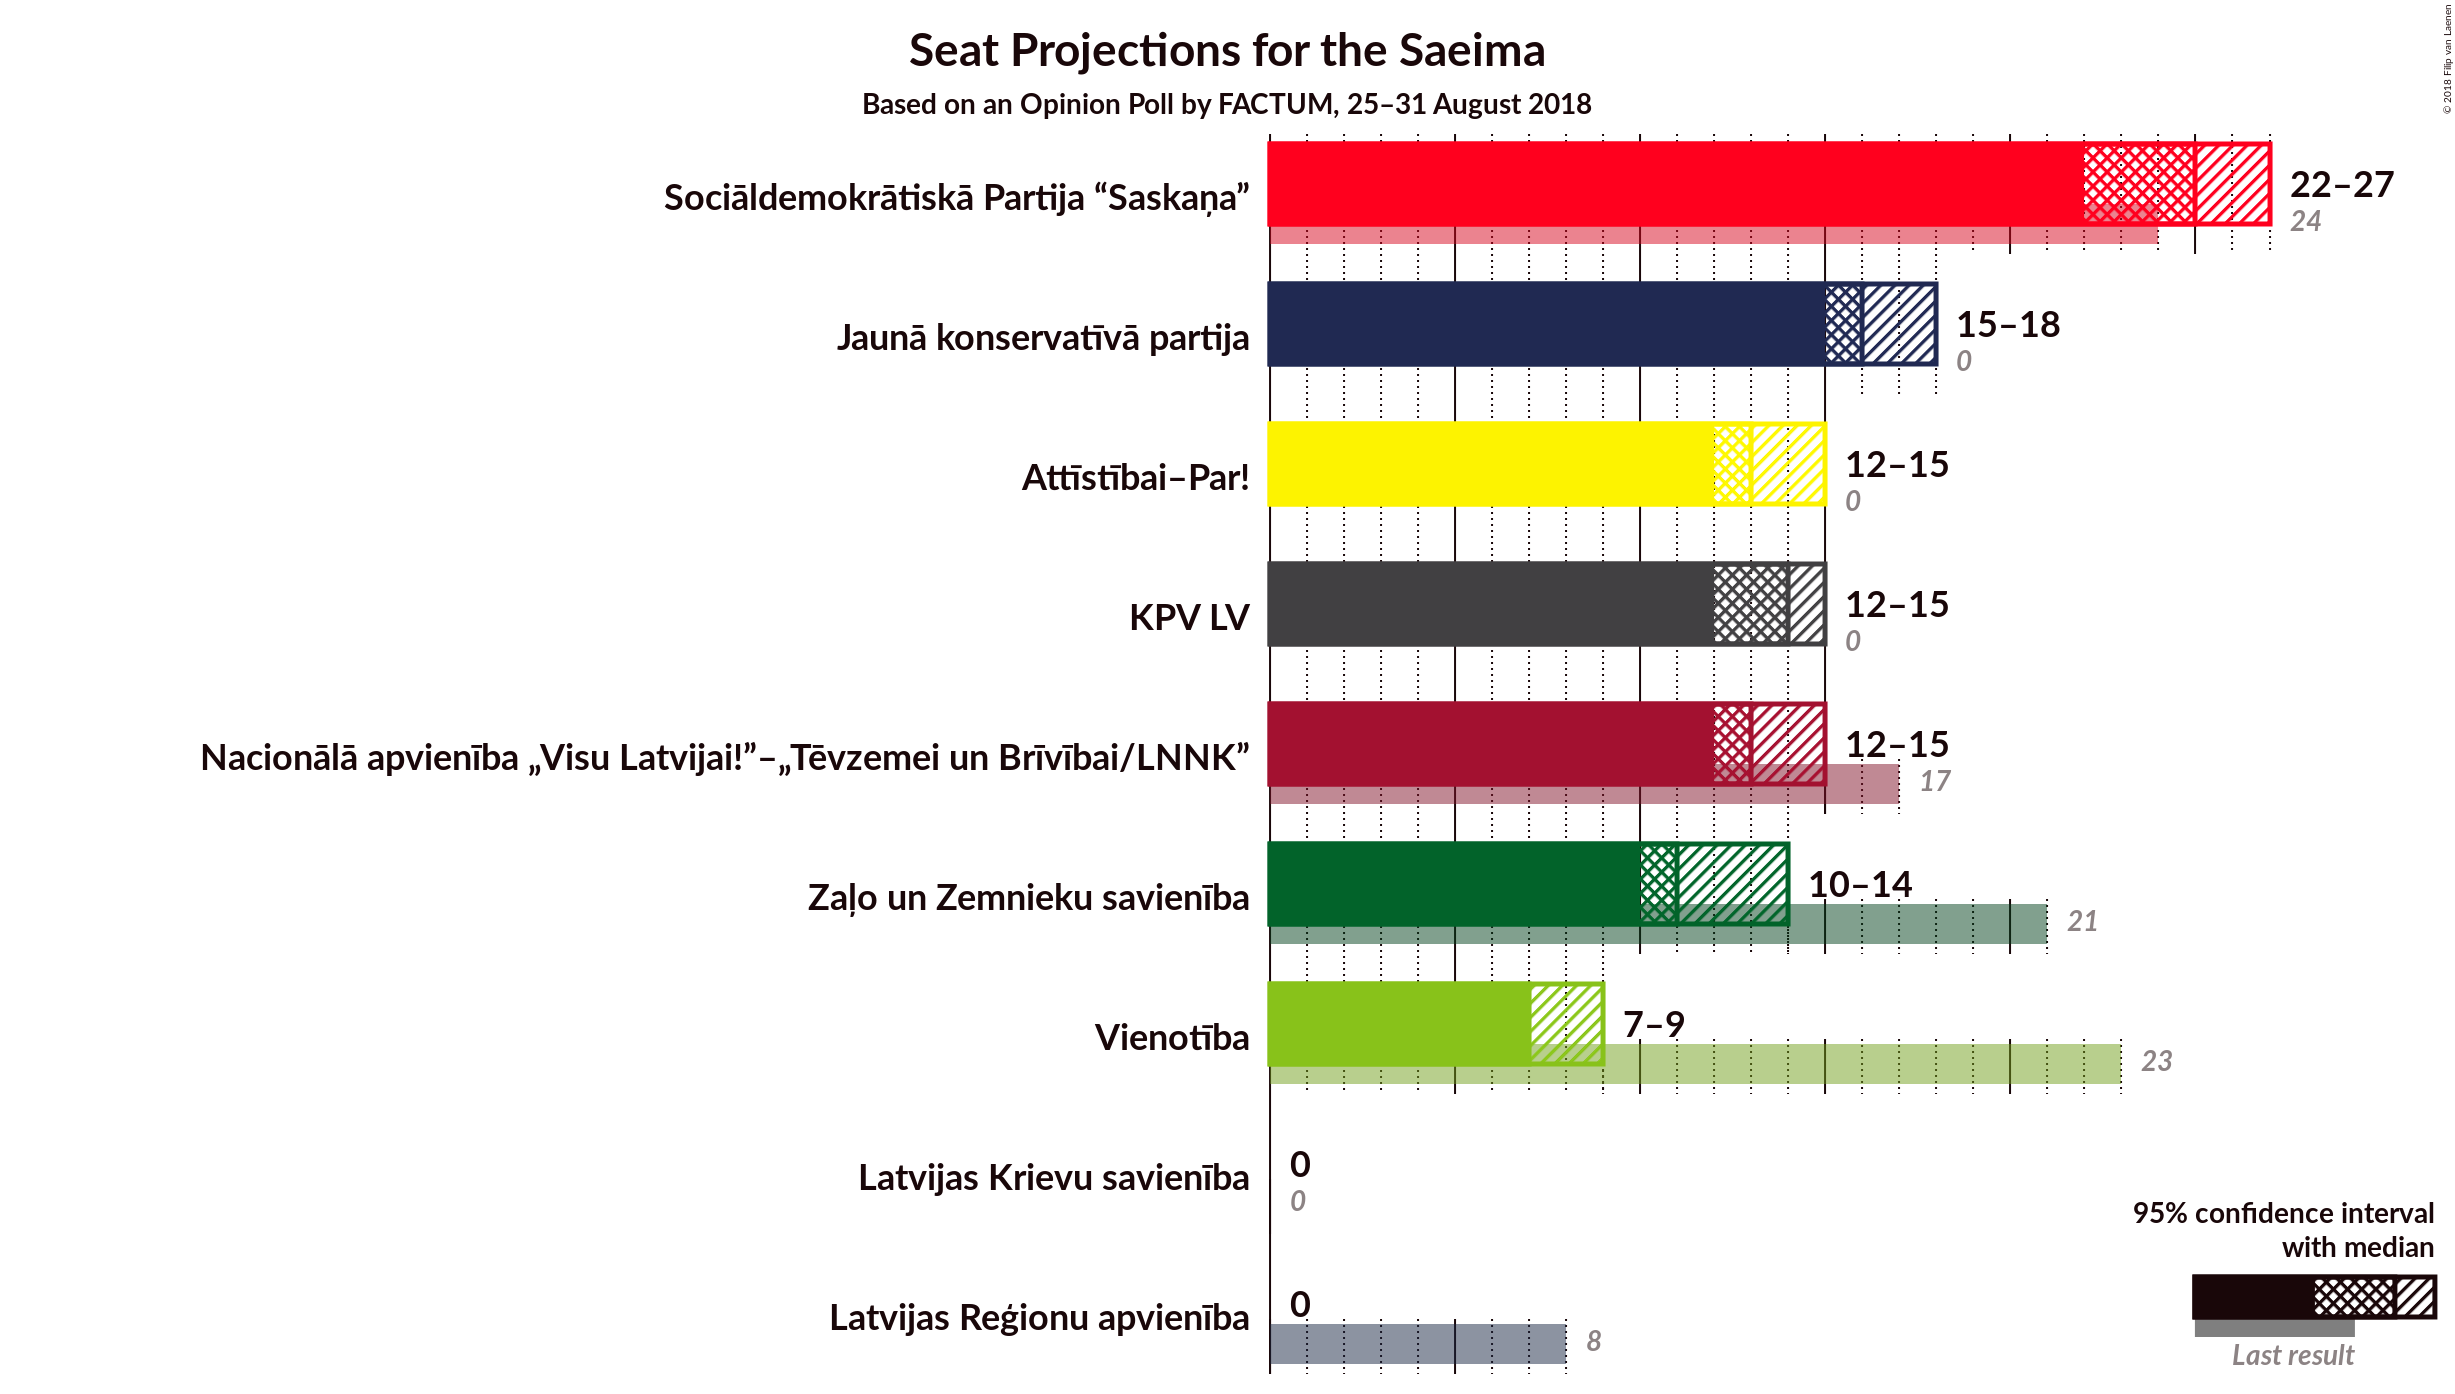 Seat Projections for the Saeima
Based on an Opinion Poll by FACTUM, 25–31 August 2018
© 2018 Filip van Laenen
Sociāldemokrātiskā Partija “Saskaņa”
22–27
24
Jaunā konservatīvā partija
15–18
0
Attīstībai–Par!
12–15
0
KPV LV
12–15
0
Nacionālā apvienība „Visu Latvijai!”–„Tēvzemei un Brīvībai/LNNK”
12–15
17
Zaļo un Zemnieku savienība
10–14
21
Vienotība
7–9
23
Latvijas Krievu savienība
0
0
Latvijas Reģionu apvienība
0
8
95% confidence interval
with median
Last result